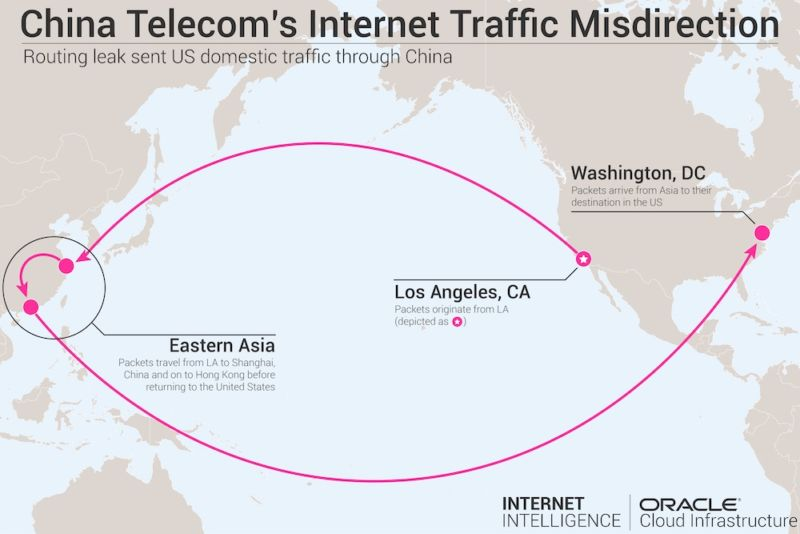 China Telecom's Internet Traffic Misdirection
Routing leak sent US domestic traffic through China
Washington, DC
Packets arrive from Asia to their
destination in the US
Los Angeles, CA
Packets originate from LA
(depicted as )
Eastern Asia
Packets travel from LA to Shanghai,
China and on to Hong Kong before
returning to the United States
INTERNET
INTELLIGENCE
ORACLE
Cloud Infrastructure